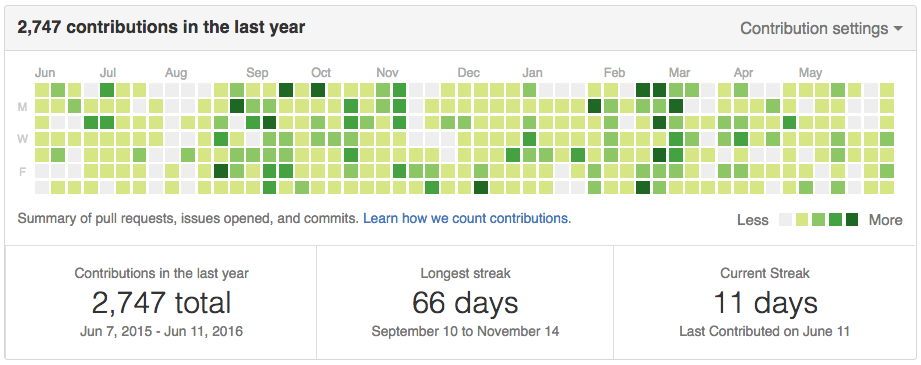 2,747 contributions in the last year
Contribution settings
Jun Jul Aug Sep Oct Nov Dec Jan Feb Mar Apr May
M
W
F
Summary of pull requests, issues opened, and commits. Learn how we count contributions.
Less More
Contributions in the last year
2,747 total
Jun 7, 2015 - Jun 11, 2016
Longest streak
66 days
September 10 to November 14
Current Streak
11 days
Last Contributed on June 11